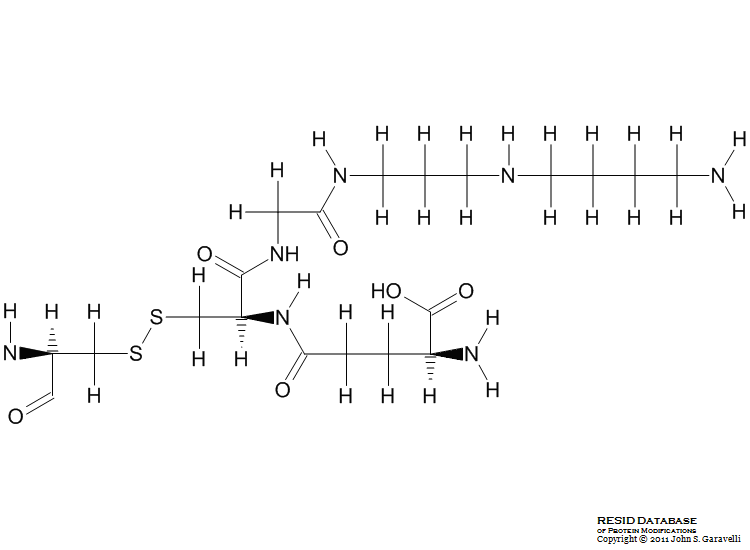 H H H H H H H H H H
H N N N
H H H H H H H H H
O NH O
H H
HO O
H H H S N H H H
N S H H N
H O H H H H
O
RESID DATABASE
OF PROTEIN MODIFICATIONS
Copyright © 2011 John S. Garavelli